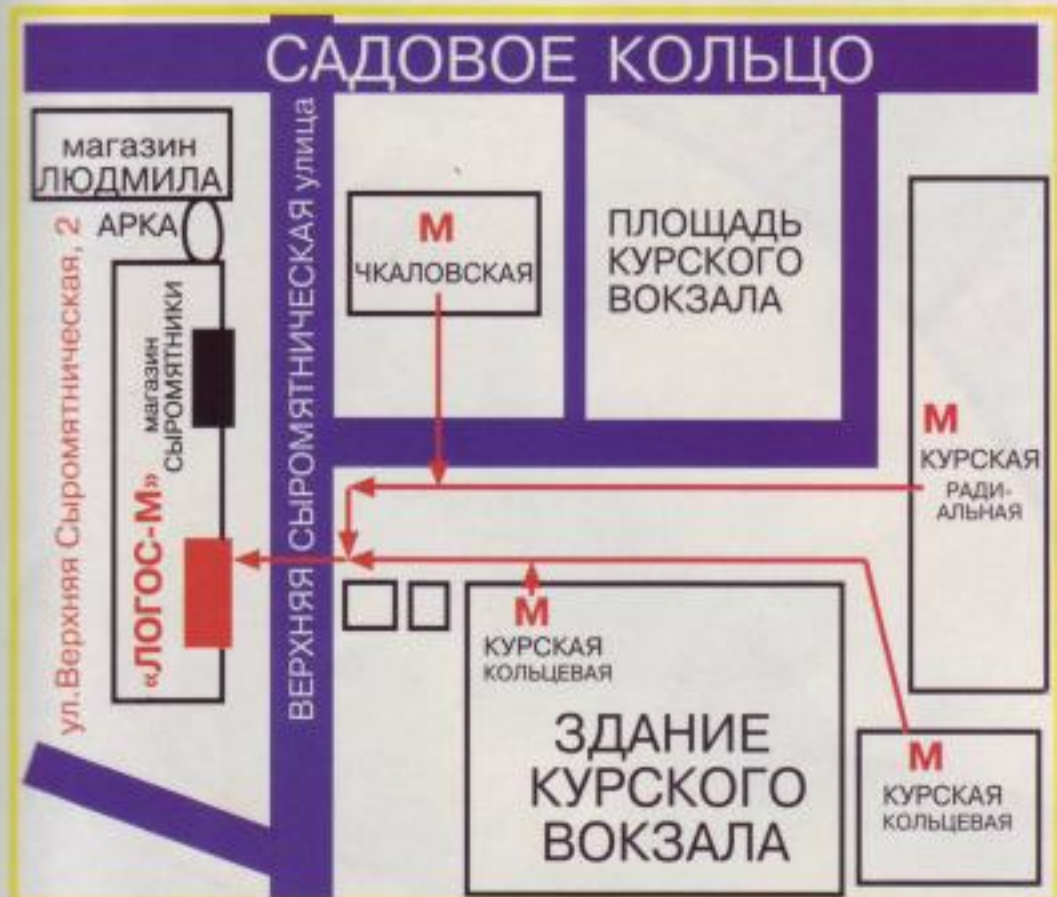 САДОВОЕ КОЛЬЦО
магазин
ЛЮДМИЛА
АРКА
ул.Верхняя Сыромятническая, 2
магазин
СЫРОМЯТНИКИ
«ЛОГОС-М»
ВЕРХНЯЯ СЫРОМЯТНИЧЕСКАЯ улица
М
ЧКАЛОВСКАЯ
ПЛОЩАДЬ
КУРСКОГО
ВОКЗАЛА
М
КУРСКАЯ
РАДИ-
АЛЬНАЯ
М
КУРСКАЯ
КОЛЬЦЕВАЯ
ЗДАНИЕ
КУРСКОГО
ВОКЗАЛА
М
КУРСКАЯ
КОЛЬЦЕВАЯ